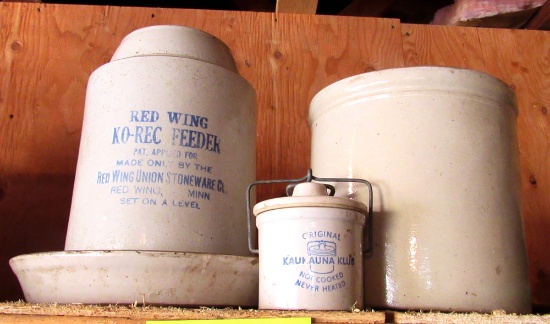 RED WING
KO-REC FEEDER
PAT. APPLIED FOR
MADE ONLY BY THE
RED WING UNION STONEWARE CO.
RED WING, MINN
SET ON A LEVEL
ORIGINAL
KAUKAUNA KLUB
NOT COOKED
NEVER HEATED